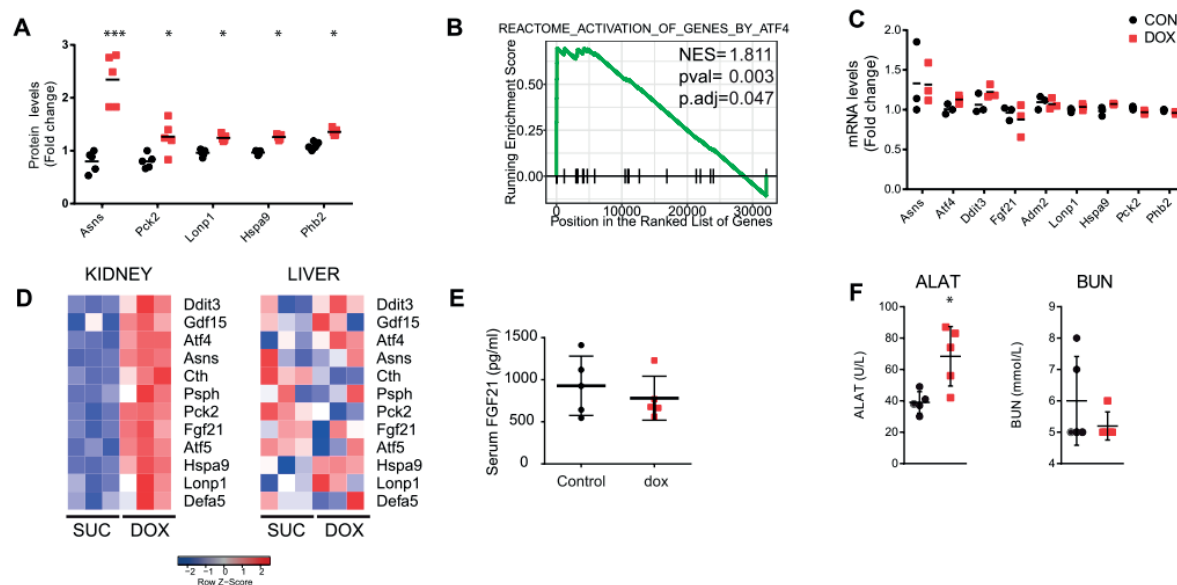 A
Protein levels
(Fold change)
3
2
1
0
***
*
*
*
*
Asns
Pck2
Lonp1
Hspa9
Phb2
B
REACTOME_ACTIVATION_OF_GENES_BY_ATF4
NES= 1.811
pval= 0.003
p.adj=0.047
Running Enrichment Score
0.50
0.25
0.00
0
10000
20000
30000
Position in the Ranked List of Genes
C
CON
DOX
mRNA levels
(Fold change)
2.0
1.5
1.0
0.5
0.0
Asns
Atf4
Ddit3
Fgf21
Adm2
Lonp1
Hspa9
Pck2
Phb2
D
KIDNEY
LIVER
Ddit3
Gdf15
Atf4
Asns
Cth
Psph
Pck2
Fgf21
Atf5
Hspa9
Lonp1
Defa5
Ddit3
Gdf15
Atf4
Asns
Cth
Psph
Pck2
Fgf21
Atf5
Hspa9
Lonp1
Defa5
SUC
DOX
SUC
DOX
-2 -1 0 1 2
Row Z-Score
E
Serum FGF21 (pg/ml)
1500
1000
500
0
Control
dox
F
ALAT
ALAT (U/L)
100
80
60
40
20
0
*
BUN
BUN (mmol/L)
9
8
7
6
5
4